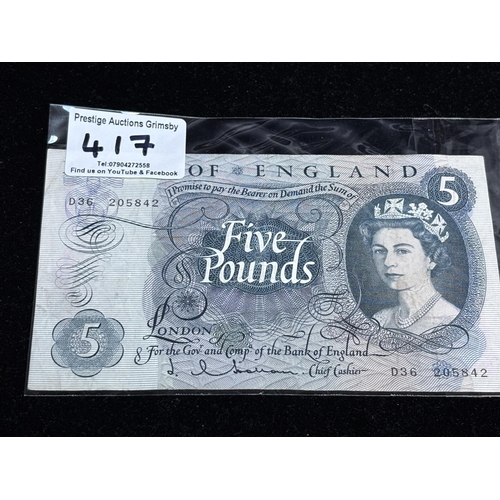 Prestige Auctions Grimsby
417
Tel:07904272558
Find us on YouTube & Facebook
OF ENGLAND
5
I Promise to pay the Bearer on Demand the Sum of
D36 205842
Five
Pounds
London
5
For the Govr and Compa of the Bank of England
D36 205842
Chief Cashier